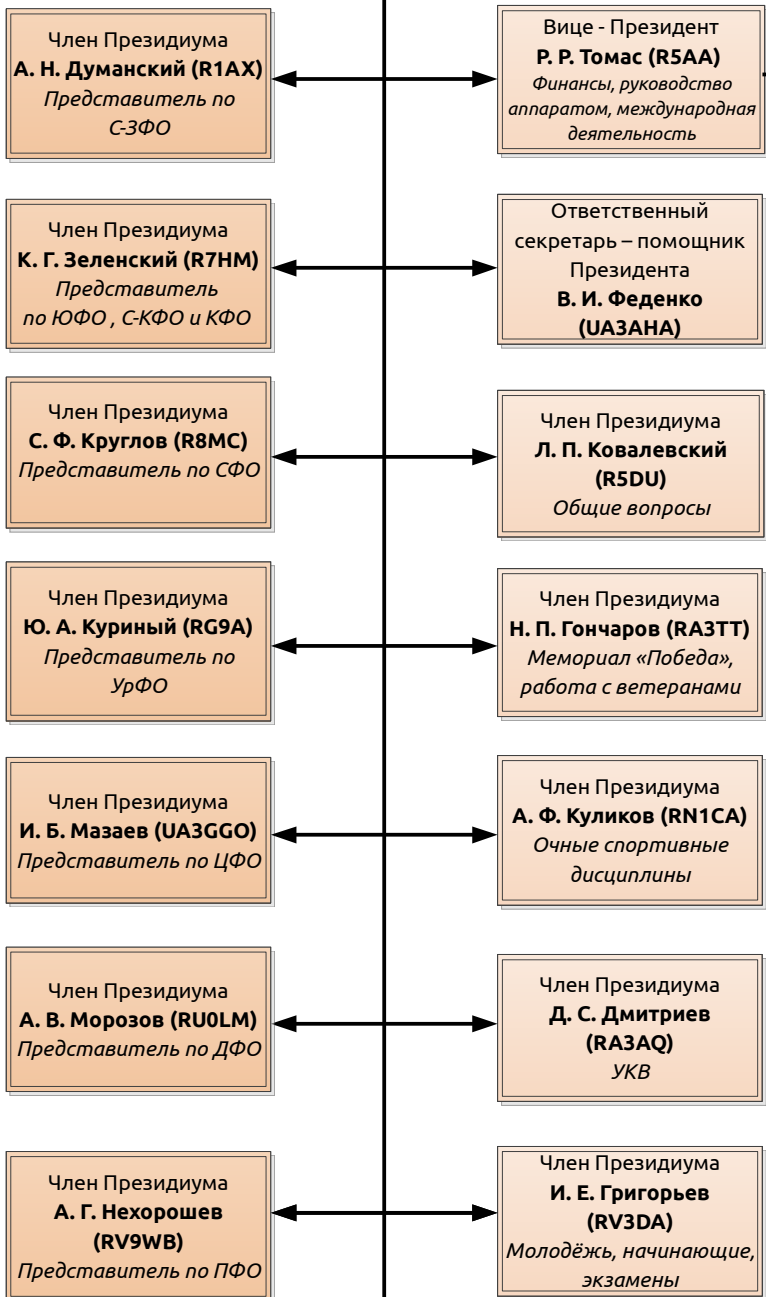 Член Президиума
А. Н. Думанский (R1AX)
Представитель по
С-ЗФО
Вице - Президент
Р. Р. Томас (R5AA)
Финансы, руководство
аппаратом, международная
деятельность
Член Президиума
К. Г. Зеленский (R7HM)
Представитель
по ЮФО , С-КФО и КФО
Ответственный
секретарь – помощник
Президента
В. И. Феденко
(UA3AHA)
Член Президиума
С. Ф. Круглов (R8MC)
Представитель по СФО
Член Президиума
Л. П. Ковалевский
(R5DU)
Общие вопросы
Член Президиума
Ю. А. Куриный (RG9A)
Представитель по
УрФО
Член Президиума
Н. П. Гончаров (RA3TT)
Мемориал «Победа»,
работа с ветеранами
Член Президиума
И. Б. Мазаев (UA3GGO)
Представитель по ЦФО
Член Президиума
А. Ф. Куликов (RN1CA)
Очные спортивные
дисциплины
Член Президиума
А. В. Морозов (RU0LM)
Представитель по ДФО
Член Президиума
Д. С. Дмитриев
(RA3AQ)
УКВ
Член Президиума
А. Г. Нехорошев
(RV9WB)
Представитель по ПФО
Член Президиума
И. Е. Григорьев
(RV3DA)
Молодёжь, начинающие,
экзамены